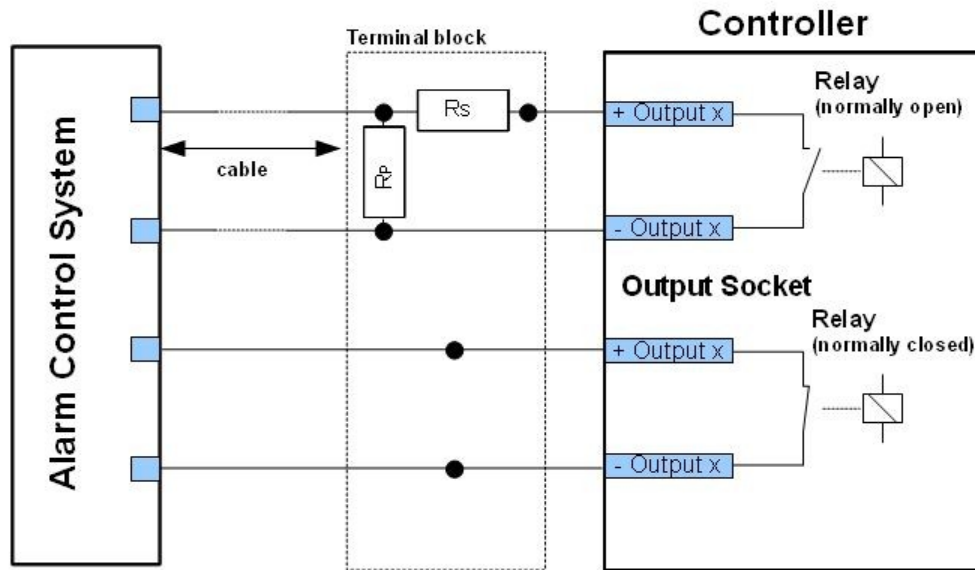 Controller
Terminal block
Relay
(normally open)
Rs
+ Output x
cable
Rp
Alarm Control System
- Output x
Output Socket
Relay
(normally closed)
+ Output x
- Output x